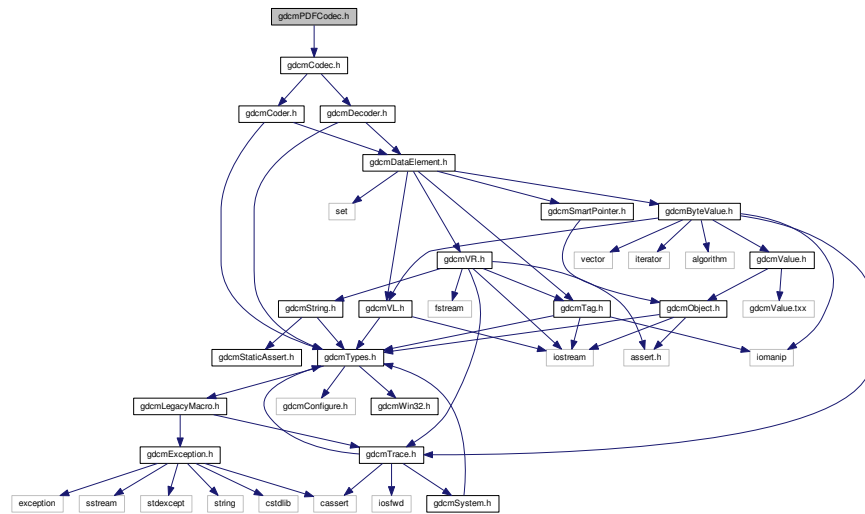 gdcmPDFCodec.h
gdcmCodec.h
gdcmCoder.h
gdcmDecoder.h
gdcmDataElement.h
set
gdcmSmartPointer.h
gdcmByteValue.h
gdcmVR.h
vector
iterator
algorithm
gdcmValue.h
gdcmString.h
gdcmVL.h
fstream
gdcmTag.h
gdcmObject.h
gdcmValue.txx
gdcmStaticAssert.h
gdcmTypes.h
iostream
assert.h
iomanip
gdcmLegacyMacro.h
gdcmConfigure.h
gdcmWin32.h
gdcmException.h
gdcmTrace.h
exception
sstream
stdexcept
string
cstdlib
cassert
iosfwd
gdcmSystem.h